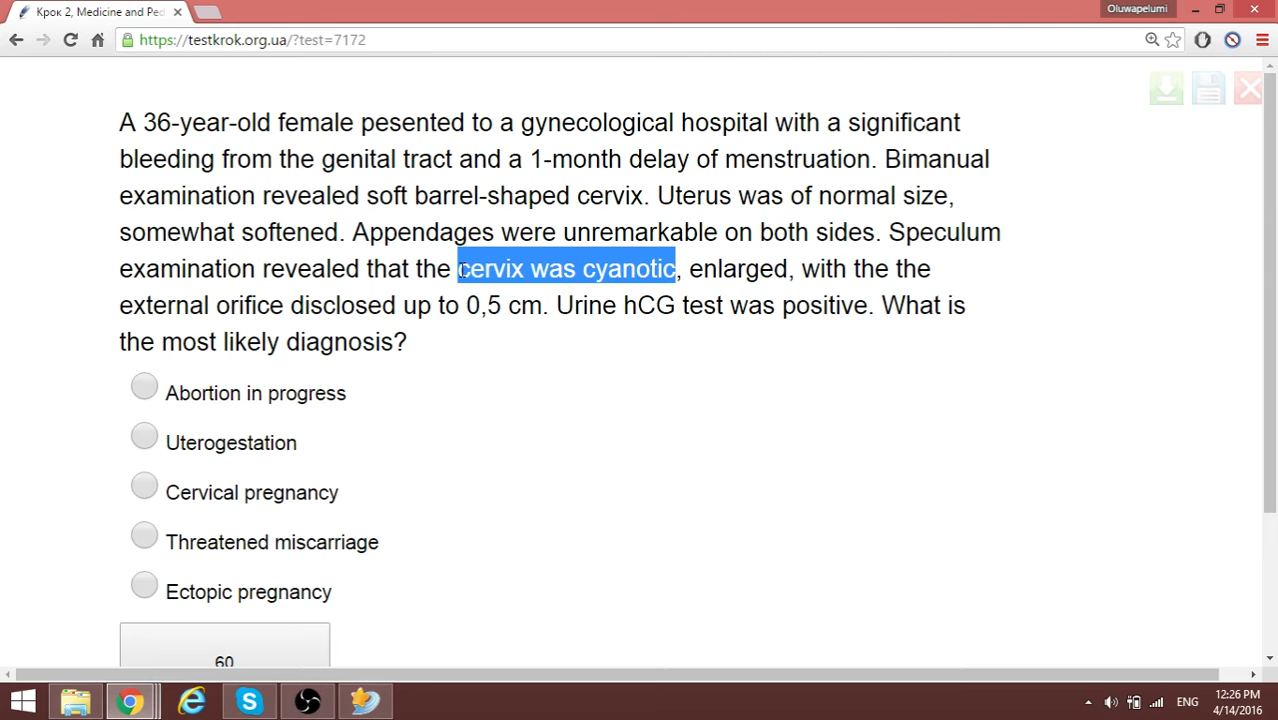 Крок 2, Medicine and Ped
Oluwapelumi
https://testkrok.org.ua/?test=7172
A 36-year-old female pesented to a gynecological hospital with a significant
bleeding from the genital tract and a 1-month delay of menstruation. Bimanual
examination revealed soft barrel-shaped cervix. Uterus was of normal size,
somewhat softened. Appendages were unremarkable on both sides. Speculum
examination revealed that the cervix was cyanotic, enlarged, with the the
external orifice disclosed up to 0,5 cm. Urine hCG test was positive. What is
the most likely diagnosis?
Abortion in progress
Uterogestation
Cervical pregnancy
Threatened miscarriage
Ectopic pregnancy
60
ENG
12:26 PM
4/14/2016